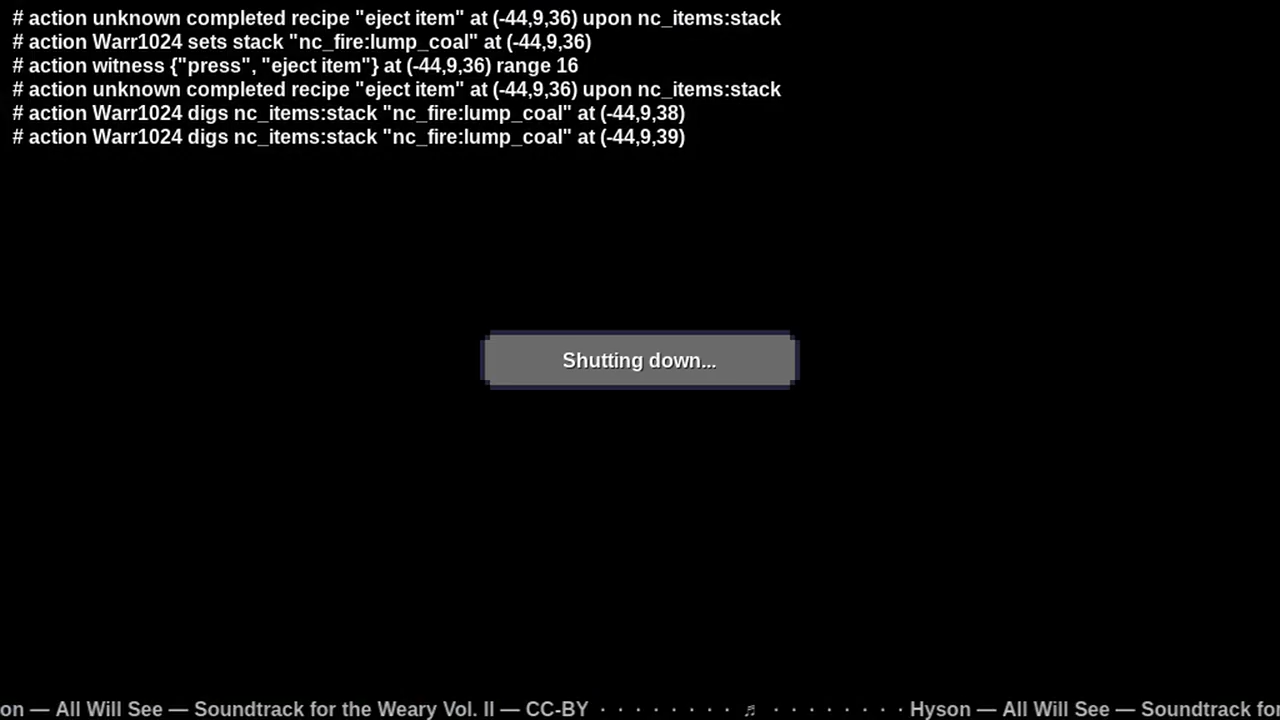 # action unknown completed recipe "eject item" at (-44,9,36) upon nc_items:stack
# action Warr1024 sets stack "nc_fire:lump_coal" at (-44,9,36)
# action witness {"press", "eject item"} at (-44,9,36) range 16
# action unknown completed recipe "eject item" at (-44,9,36) upon nc_items:stack
# action Warr1024 digs nc_items:stack "nc_fire:lump_coal" at (-44,9,38)
# action Warr1024 digs nc_items:stack "nc_fire:lump_coal" at (-44,9,39)
Shutting down...
on — All Will See — Soundtrack for the Weary Vol. II — CC-BY · · · · · · · · ♬ · · · · · · · · Hyson — All Will See — Soundtrack for